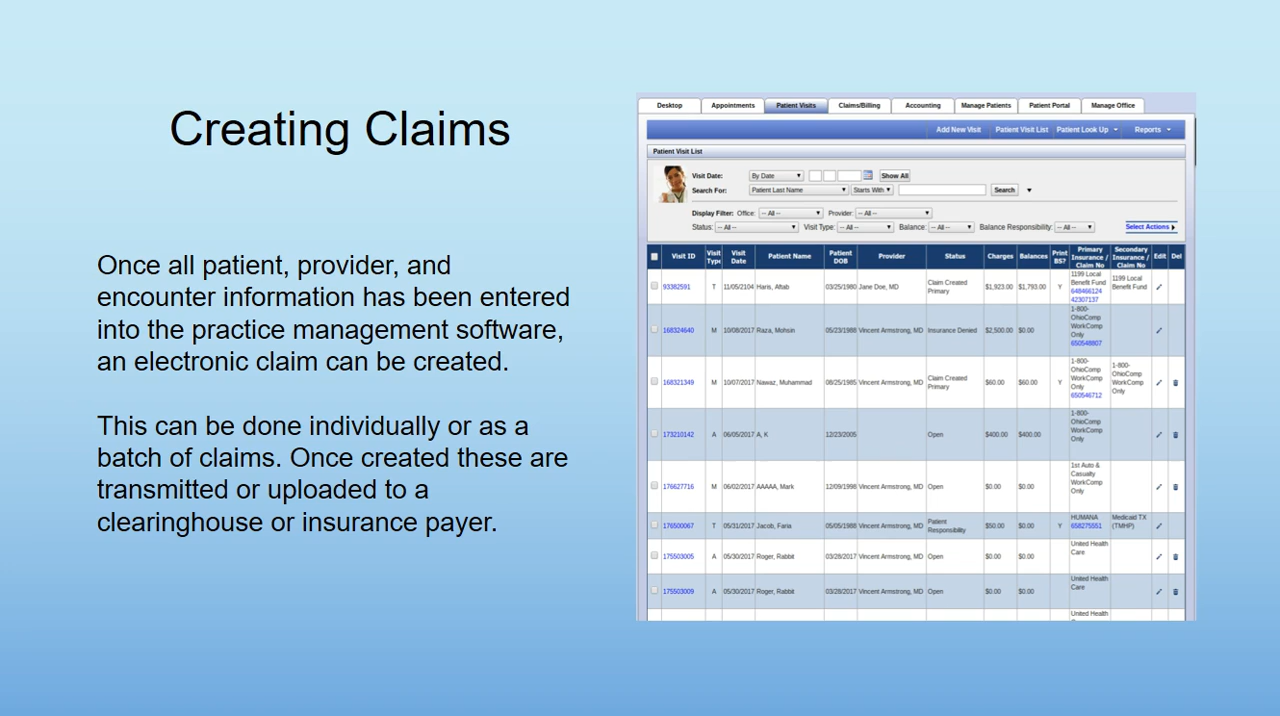 Creating Claims
Once all patient, provider, and
encounter information has been entered
into the practice management software,
an electronic claim can be created.
This can be done individually or as a
batch of claims. Once created these are
transmitted or uploaded to a
clearinghouse or insurance payer.
Desktop Appointments Patient Visits Claims/Billing Accounting Manage Patients Patient Portal Manage Office
Add New Visit Patient Visit List Patient Look Up Reports
Patient Visit List
Visit Date: By Date Show All
Search For: Patient Last Name Starts With Search
Display Filter: Office: -- All -- Provider: -- All --
Status: -- All -- Visit Type: -- All -- Balance: -- All -- Balance Responsibility: -- All -- Select Actions
Visit ID Visit Type Visit Date Patient Name Patient DOB Provider Status Charges Balances Print BS? Primary Insurance / Claim No Secondary Insurance / Claim No Edit Del
93382591 T 11/05/2104 Haris, Aftab 03/25/1980 Jane Doe, MD Claim Created Primary $1,923.00 $1,793.00 Y 1199 Local Benefit Fund 648466124 42307137 1199 Local Benefit Fund
168324640 M 10/08/2017 Raza, Mohsin 05/23/1988 Vincent Armstrong, MD Insurance Denied $2,500.00 $0.00 1-800-OhioComp WorkComp Only 650548807
168321349 M 10/07/2017 Nawaz, Muhammad 08/25/1985 Vincent Armstrong, MD Claim Created Primary $60.00 $60.00 Y 1-800-OhioComp WorkComp Only 650546712 1-800-OhioComp WorkComp Only
173210142 A 06/05/2017 A, K 12/23/2005 Open $400.00 $400.00 1-800-OhioComp WorkComp Only
176627716 M 06/02/2017 AAAAA, Mark 12/09/1998 Vincent Armstrong, MD Open $0.00 $0.00 1st Auto & Casualty WorkComp Only
176500067 T 05/31/2017 Jacob, Faria 05/05/1988 Vincent Armstrong, MD Patient Responsibility $50.00 $0.00 Y HUMANA 658275551 Medicaid TX (TMHP)
175503005 A 05/30/2017 Roger, Rabbit 03/28/2017 Vincent Armstrong, MD Open $0.00 $0.00 United Health Care
175503009 A 05/30/2017 Roger, Rabbit 03/28/2017 Vincent Armstrong, MD Open $0.00 $0.00 United Health Care
United Health